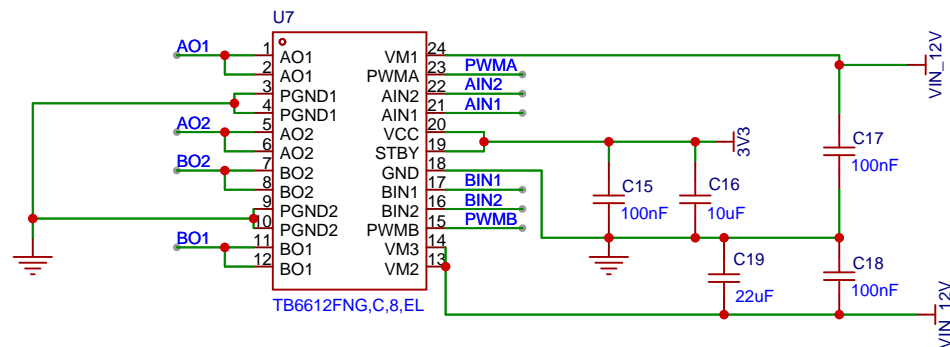 U7
AO1
1
AO1
2
AO1
3
PGND1
4
PGND1
AO2
5
AO2
6
AO2
BO2
7
BO2
8
BO2
9
PGND2
10
PGND2
BO1
11
BO1
12
BO1
VM1
24
PWMA
23
PWMA
AIN2
22
AIN2
AIN1
21
AIN1
VCC
20
STBY
19
GND
18
BIN1
17
BIN1
BIN2
16
BIN2
PWMB
15
PWMB
VM3
14
VM2
13
TB6612FNG,C,8,EL
3V3
C15
100nF
C16
10uF
VIN_12V
C17
100nF
C19
22uF
C18
100nF
VIN_12V